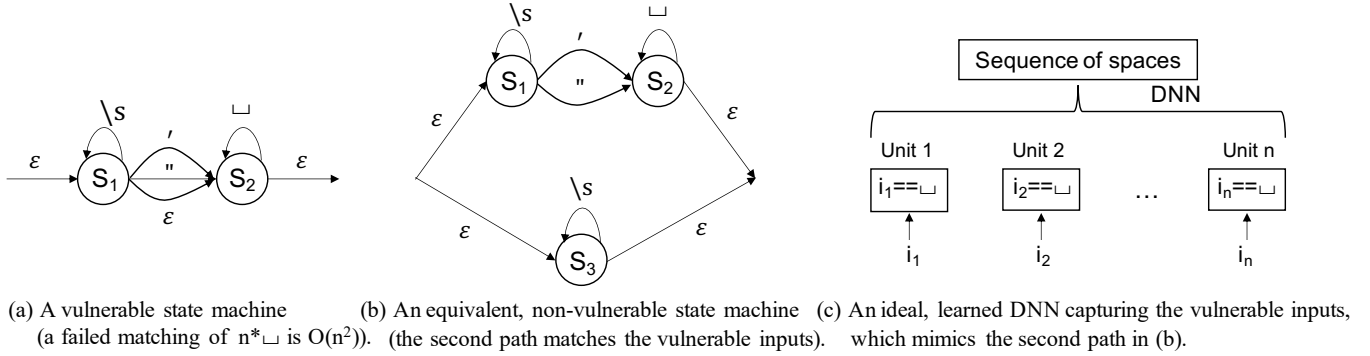 ε
\s
S1
′
"
ε
␣
S2
ε
ε
\s
S1
′
"
␣
S2
ε
ε
\s
S3
ε
Sequence of spaces
DNN
Unit 1 Unit 2 Unit n
i1==␣ i2==␣ … in==␣
i1 i2 in
(a) A vulnerable state machine
(a failed matching of n*␣ is O(n²)).
(b) An equivalent, non-vulnerable state machine
(the second path matches the vulnerable inputs).
(c) An ideal, learned DNN capturing the vulnerable inputs,
which mimics the second path in (b).